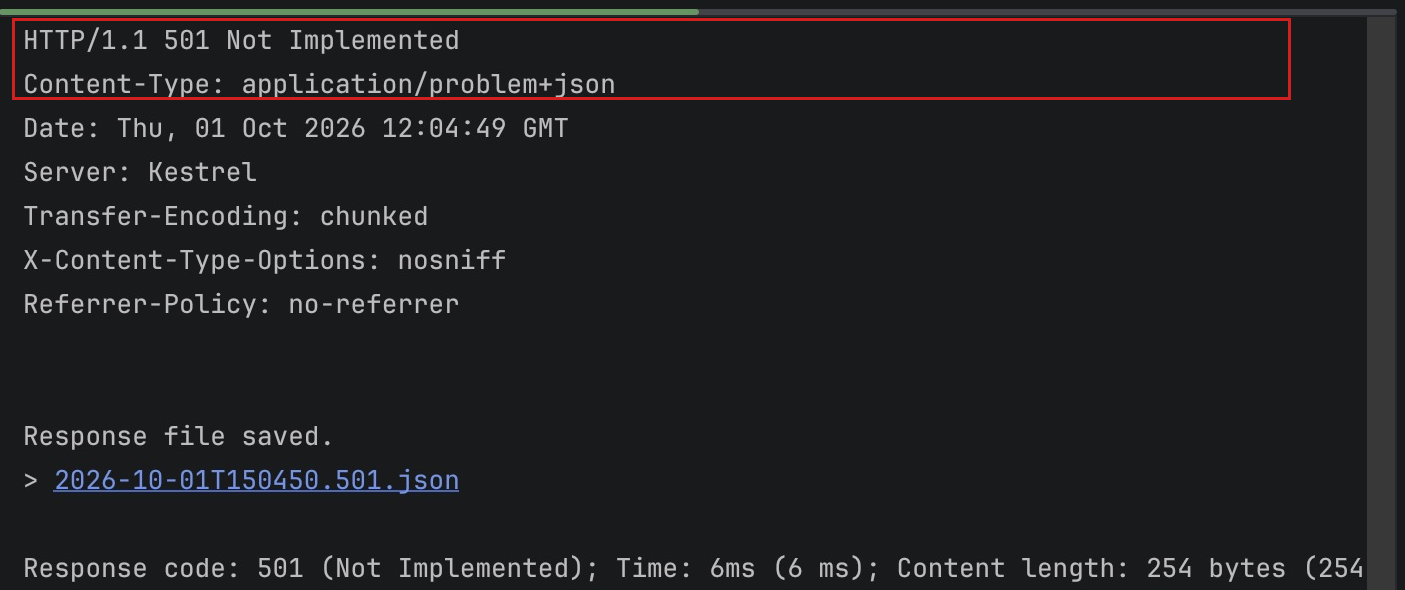 HTTP/1.1 501 Not Implemented
Content-Type: application/problem+json
Date: Thu, 01 Oct 2026 12:04:49 GMT
Server: Kestrel
Transfer-Encoding: chunked
X-Content-Type-Options: nosniff
Referrer-Policy: no-referrer
Response file saved.
> 2026-10-01T150450.501.json
Response code: 501 (Not Implemented); Time: 6ms (6 ms); Content length: 254 bytes (254